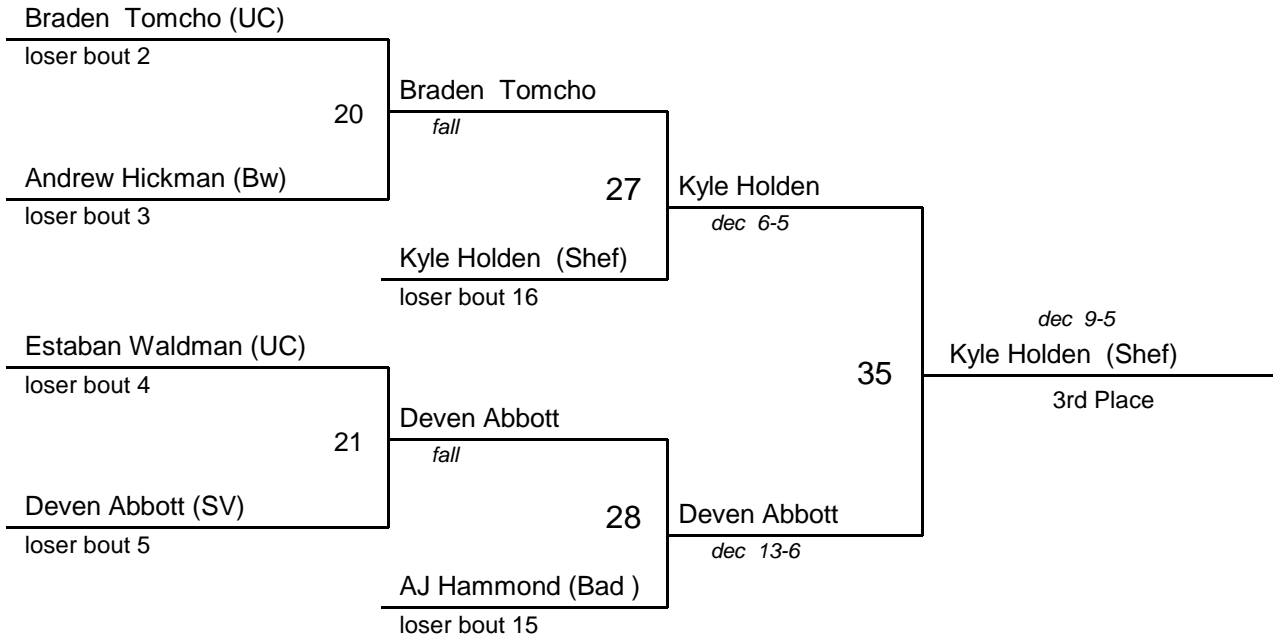 Braden  Tomcho (UC)
loser bout 2
Braden  Tomcho
20
fall
Andrew Hickman (Bw)
27
Kyle Holden
loser bout 3
dec  6-5
Kyle Holden  (Shef)
loser bout 16
dec  9-5
Estaban Waldman (UC)
Kyle Holden  (Shef)
loser bout 4
35
3rd Place
Deven Abbott
21
fall
Deven Abbott (SV)
28
Deven Abbott
loser bout 5
dec  13-6
AJ Hammond (Bad )
loser bout 15